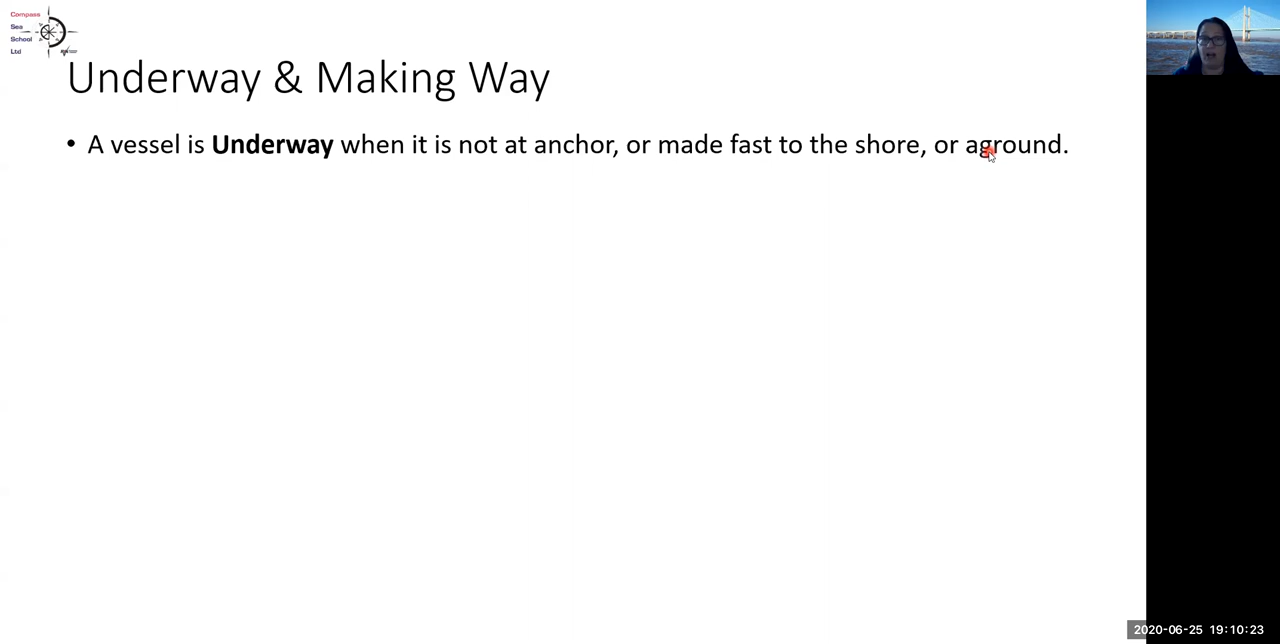 Compass
Sea
School
Ltd
Underway & Making Way
• A vessel is Underway when it is not at anchor, or made fast to the shore, or aground.
2020-06-25 19:10:23